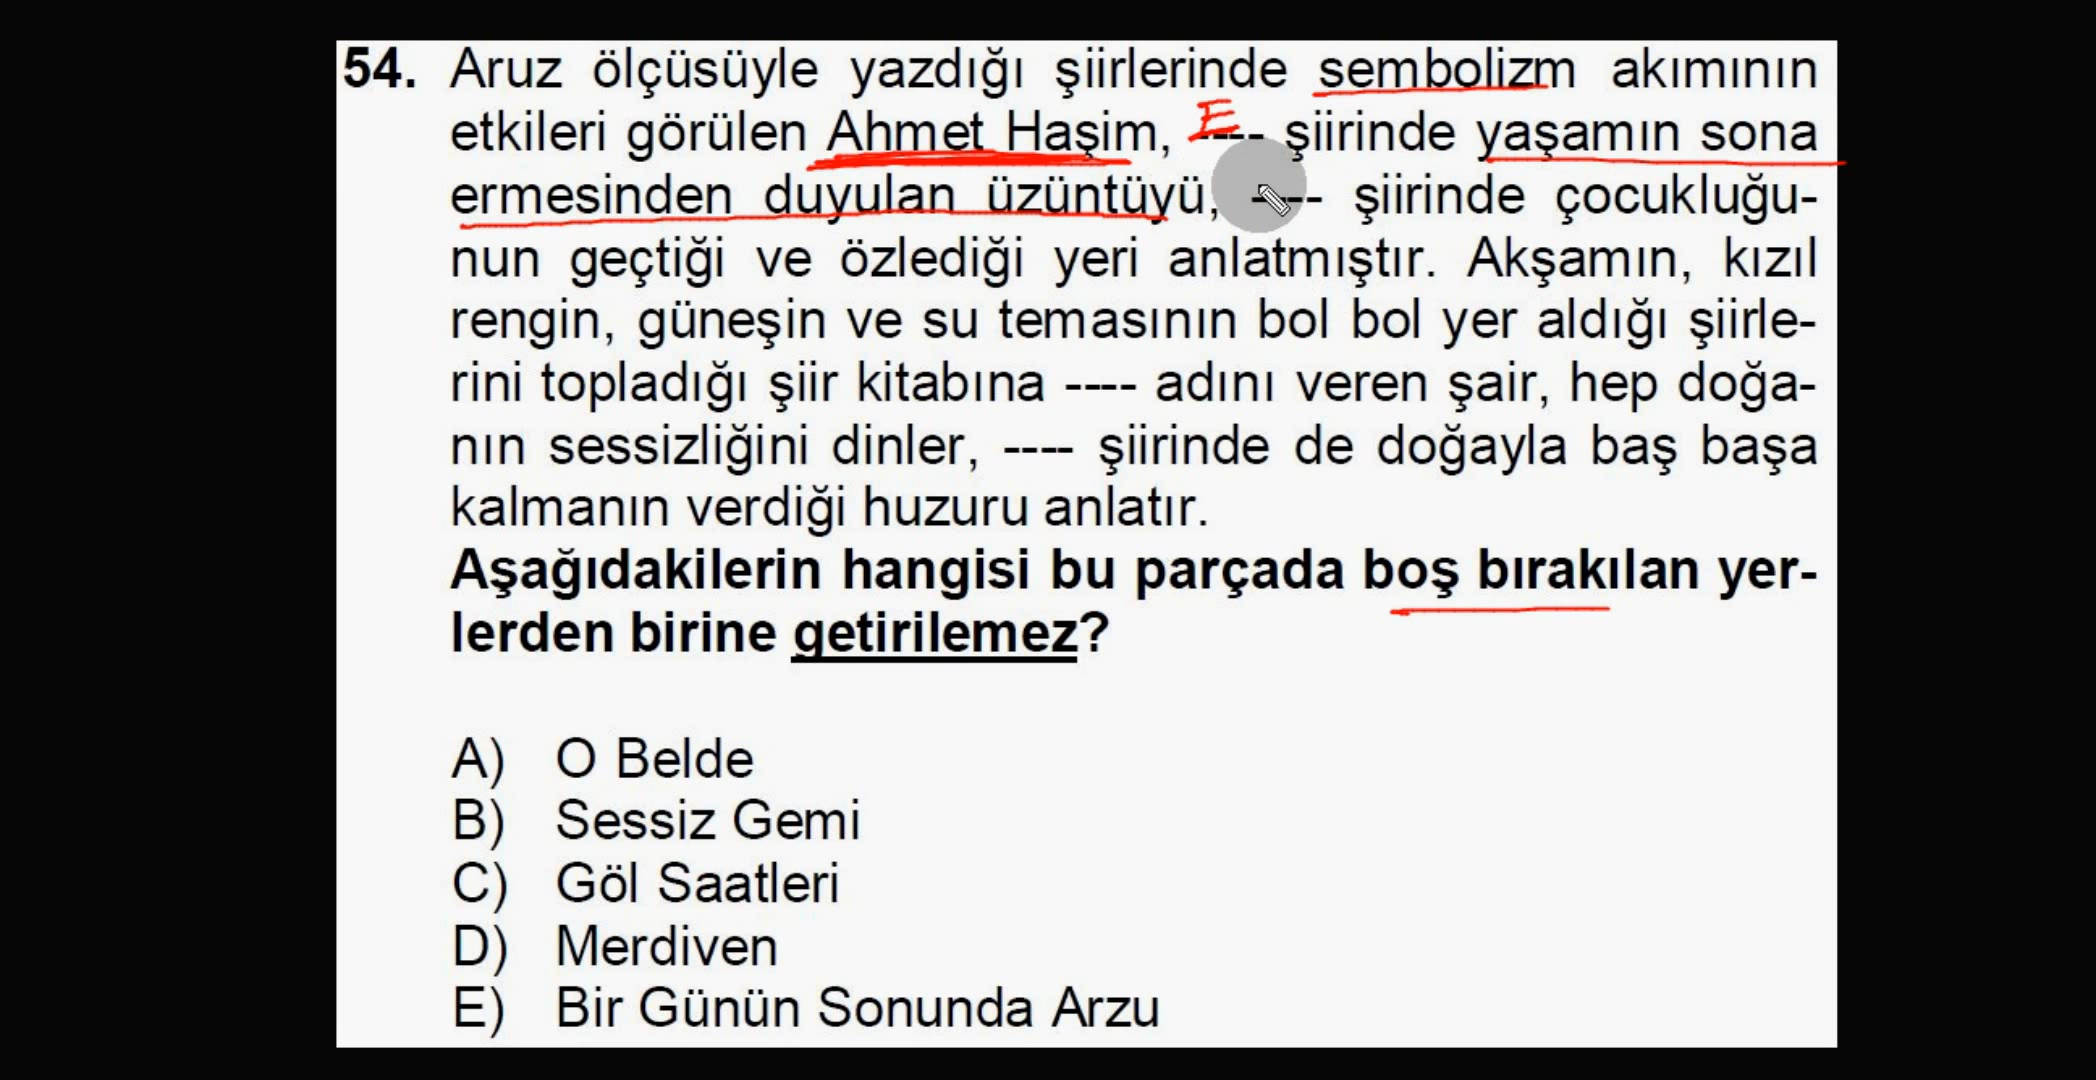 54. Aruz ölçüsüyle yazdığı şiirlerinde sembolizm akımının
E
etkileri görülen Ahmet Haşim, ---- şiirinde yaşamın sona
ermesinden duyulan üzüntüyü, ---- şiirinde çocukluğu-
nun geçtiği ve özlediği yeri anlatmıştır. Akşamın, kızıl
rengin, güneşin ve su temasının bol bol yer aldığı şiirle-
rini topladığı şiir kitabına ---- adını veren şair, hep doğa-
nın sessizliğini dinler, ---- şiirinde de doğayla baş başa
kalmanın verdiği huzuru anlatır.
Aşağıdakilerin hangisi bu parçada boş bırakılan yer-
lerden birine getirilemez?
A) O Belde
B) Sessiz Gemi
C) Göl Saatleri
D) Merdiven
E) Bir Günün Sonunda Arzu